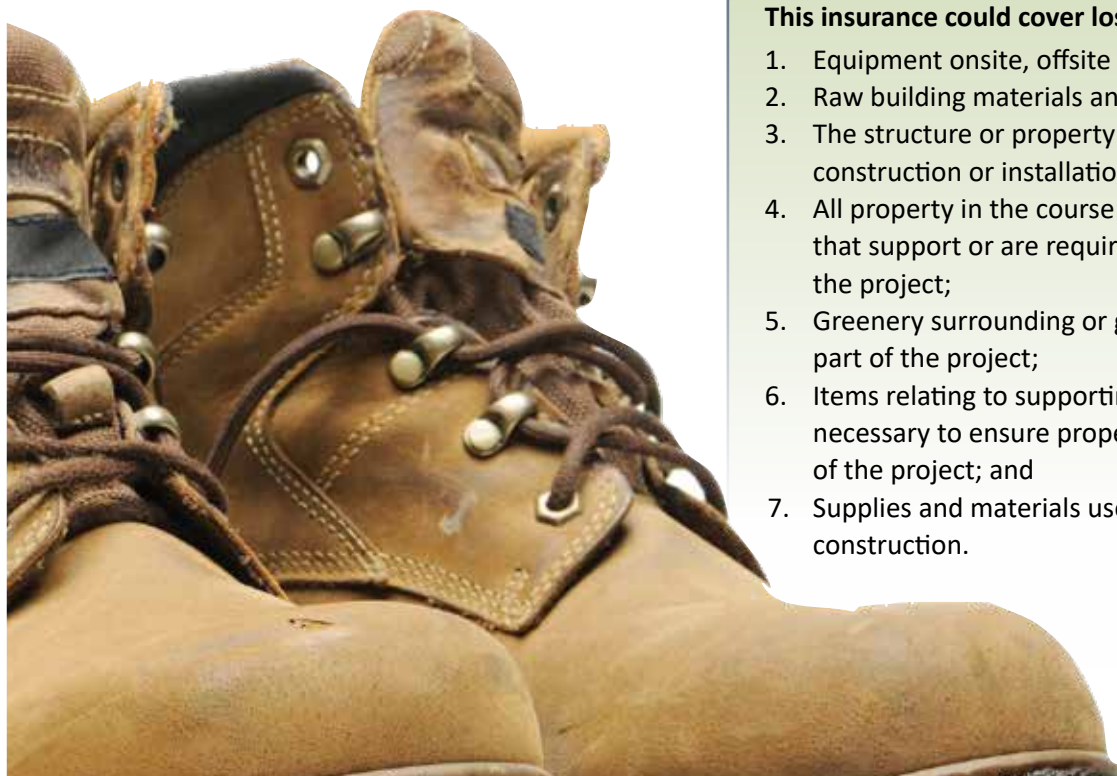 This insurance could cover los
1. Equipment onsite, offsite
2. Raw building materials an
3. The structure or property
construction or installatio
4. All property in the course
that support or are requir
the project;
5. Greenery surrounding or
part of the project;
6. Items relating to supportin
necessary to ensure prope
of the project; and
7. Supplies and materials use
construction.